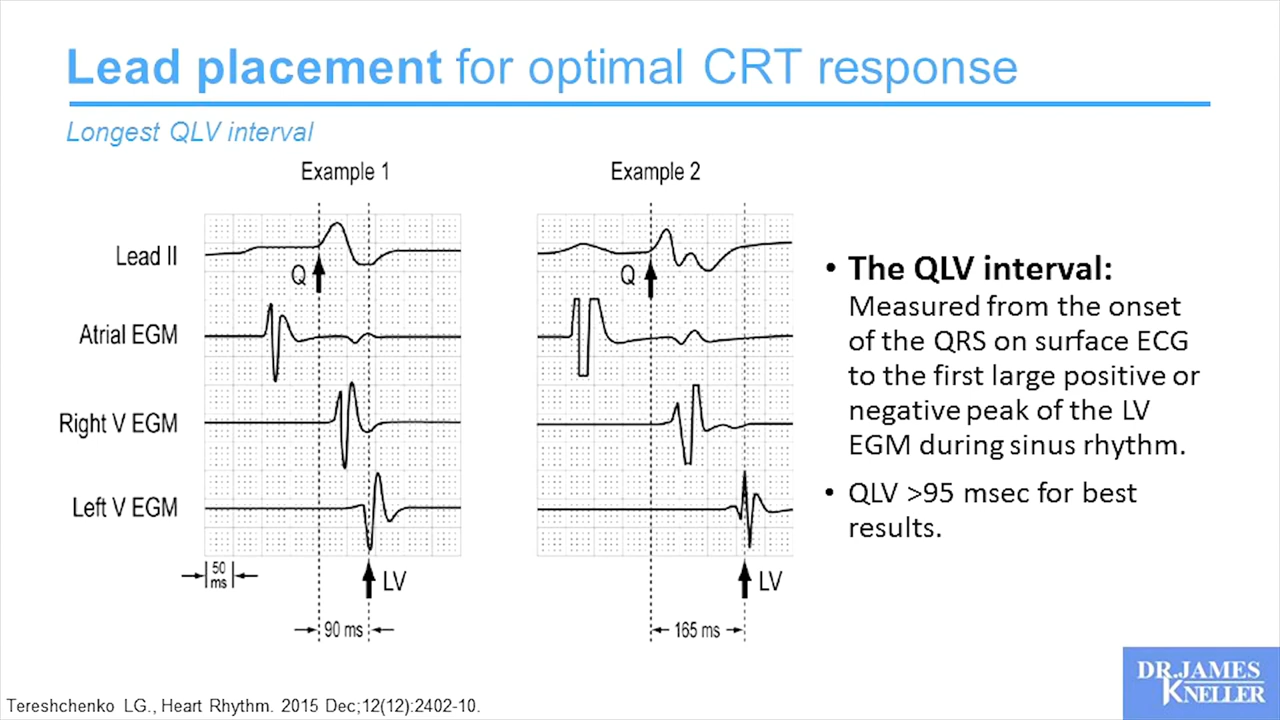 Lead placement for optimal CRT response
Longest QLV interval
Example 1
Example 2
Lead II
Q
Q
Atrial EGM
Right V EGM
Left V EGM
50
ms
LV
LV
90 ms
165 ms
• The QLV interval:
Measured from the onset
of the QRS on surface ECG
to the first large positive or
negative peak of the LV
EGM during sinus rhythm.
• QLV >95 msec for best
results.
DR.JAMES
KNELLER
Tereshchenko LG., Heart Rhythm. 2015 Dec;12(12):2402-10.